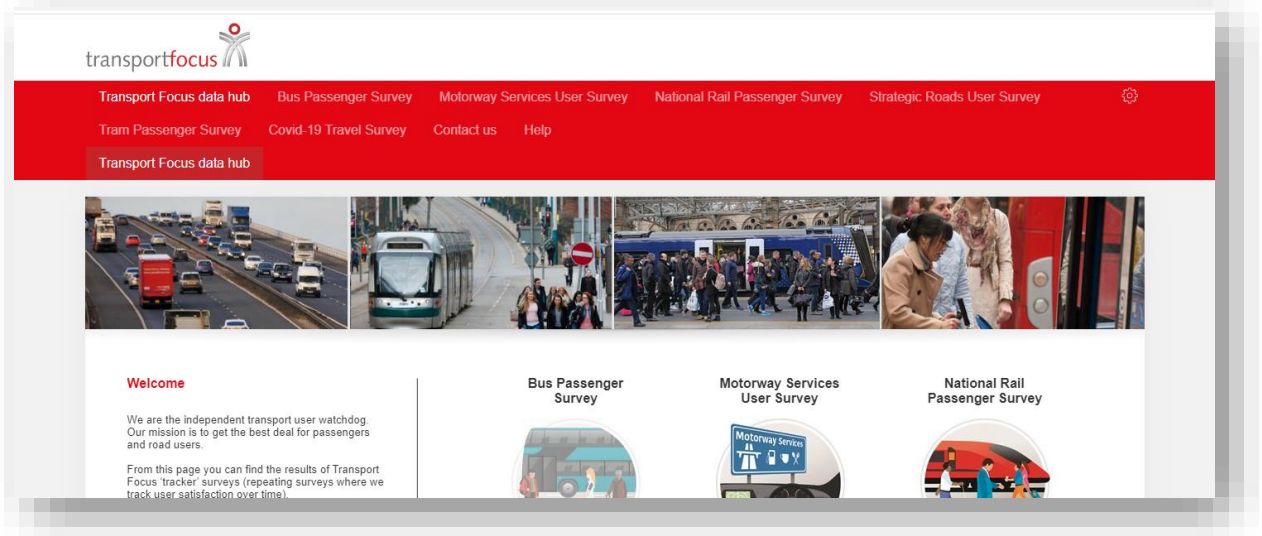 transportfocus
Transport Focus data hub Bus Passenger Survey Motorway Services User Survey National Rail Passenger Survey Strategic Roads User Survey
Tram Passenger Survey Covid-19 Travel Survey Contact us Help
Transport Focus data hub
Welcome
We are the independent transport user watchdog.
Our mission is to get the best deal for passengers
and road users.
From this page you can find the results of Transport
Focus 'tracker' surveys (repeating surveys where we
track user satisfaction over time).
Bus Passenger
Survey
Motorway Services
User Survey
Motorway Services
National Rail
Passenger Survey